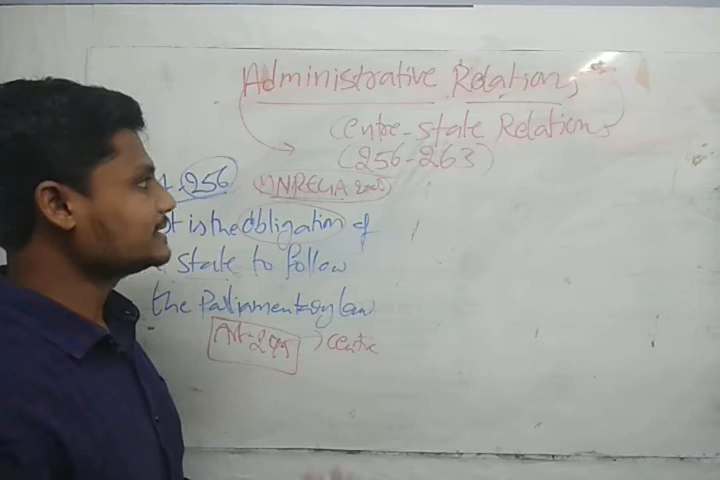 Administrative Relations
Centre-state Relations
(256-263)
256 MNREGA 2005
it is the obligation of
state to follow
the Parliamentary law
Centre